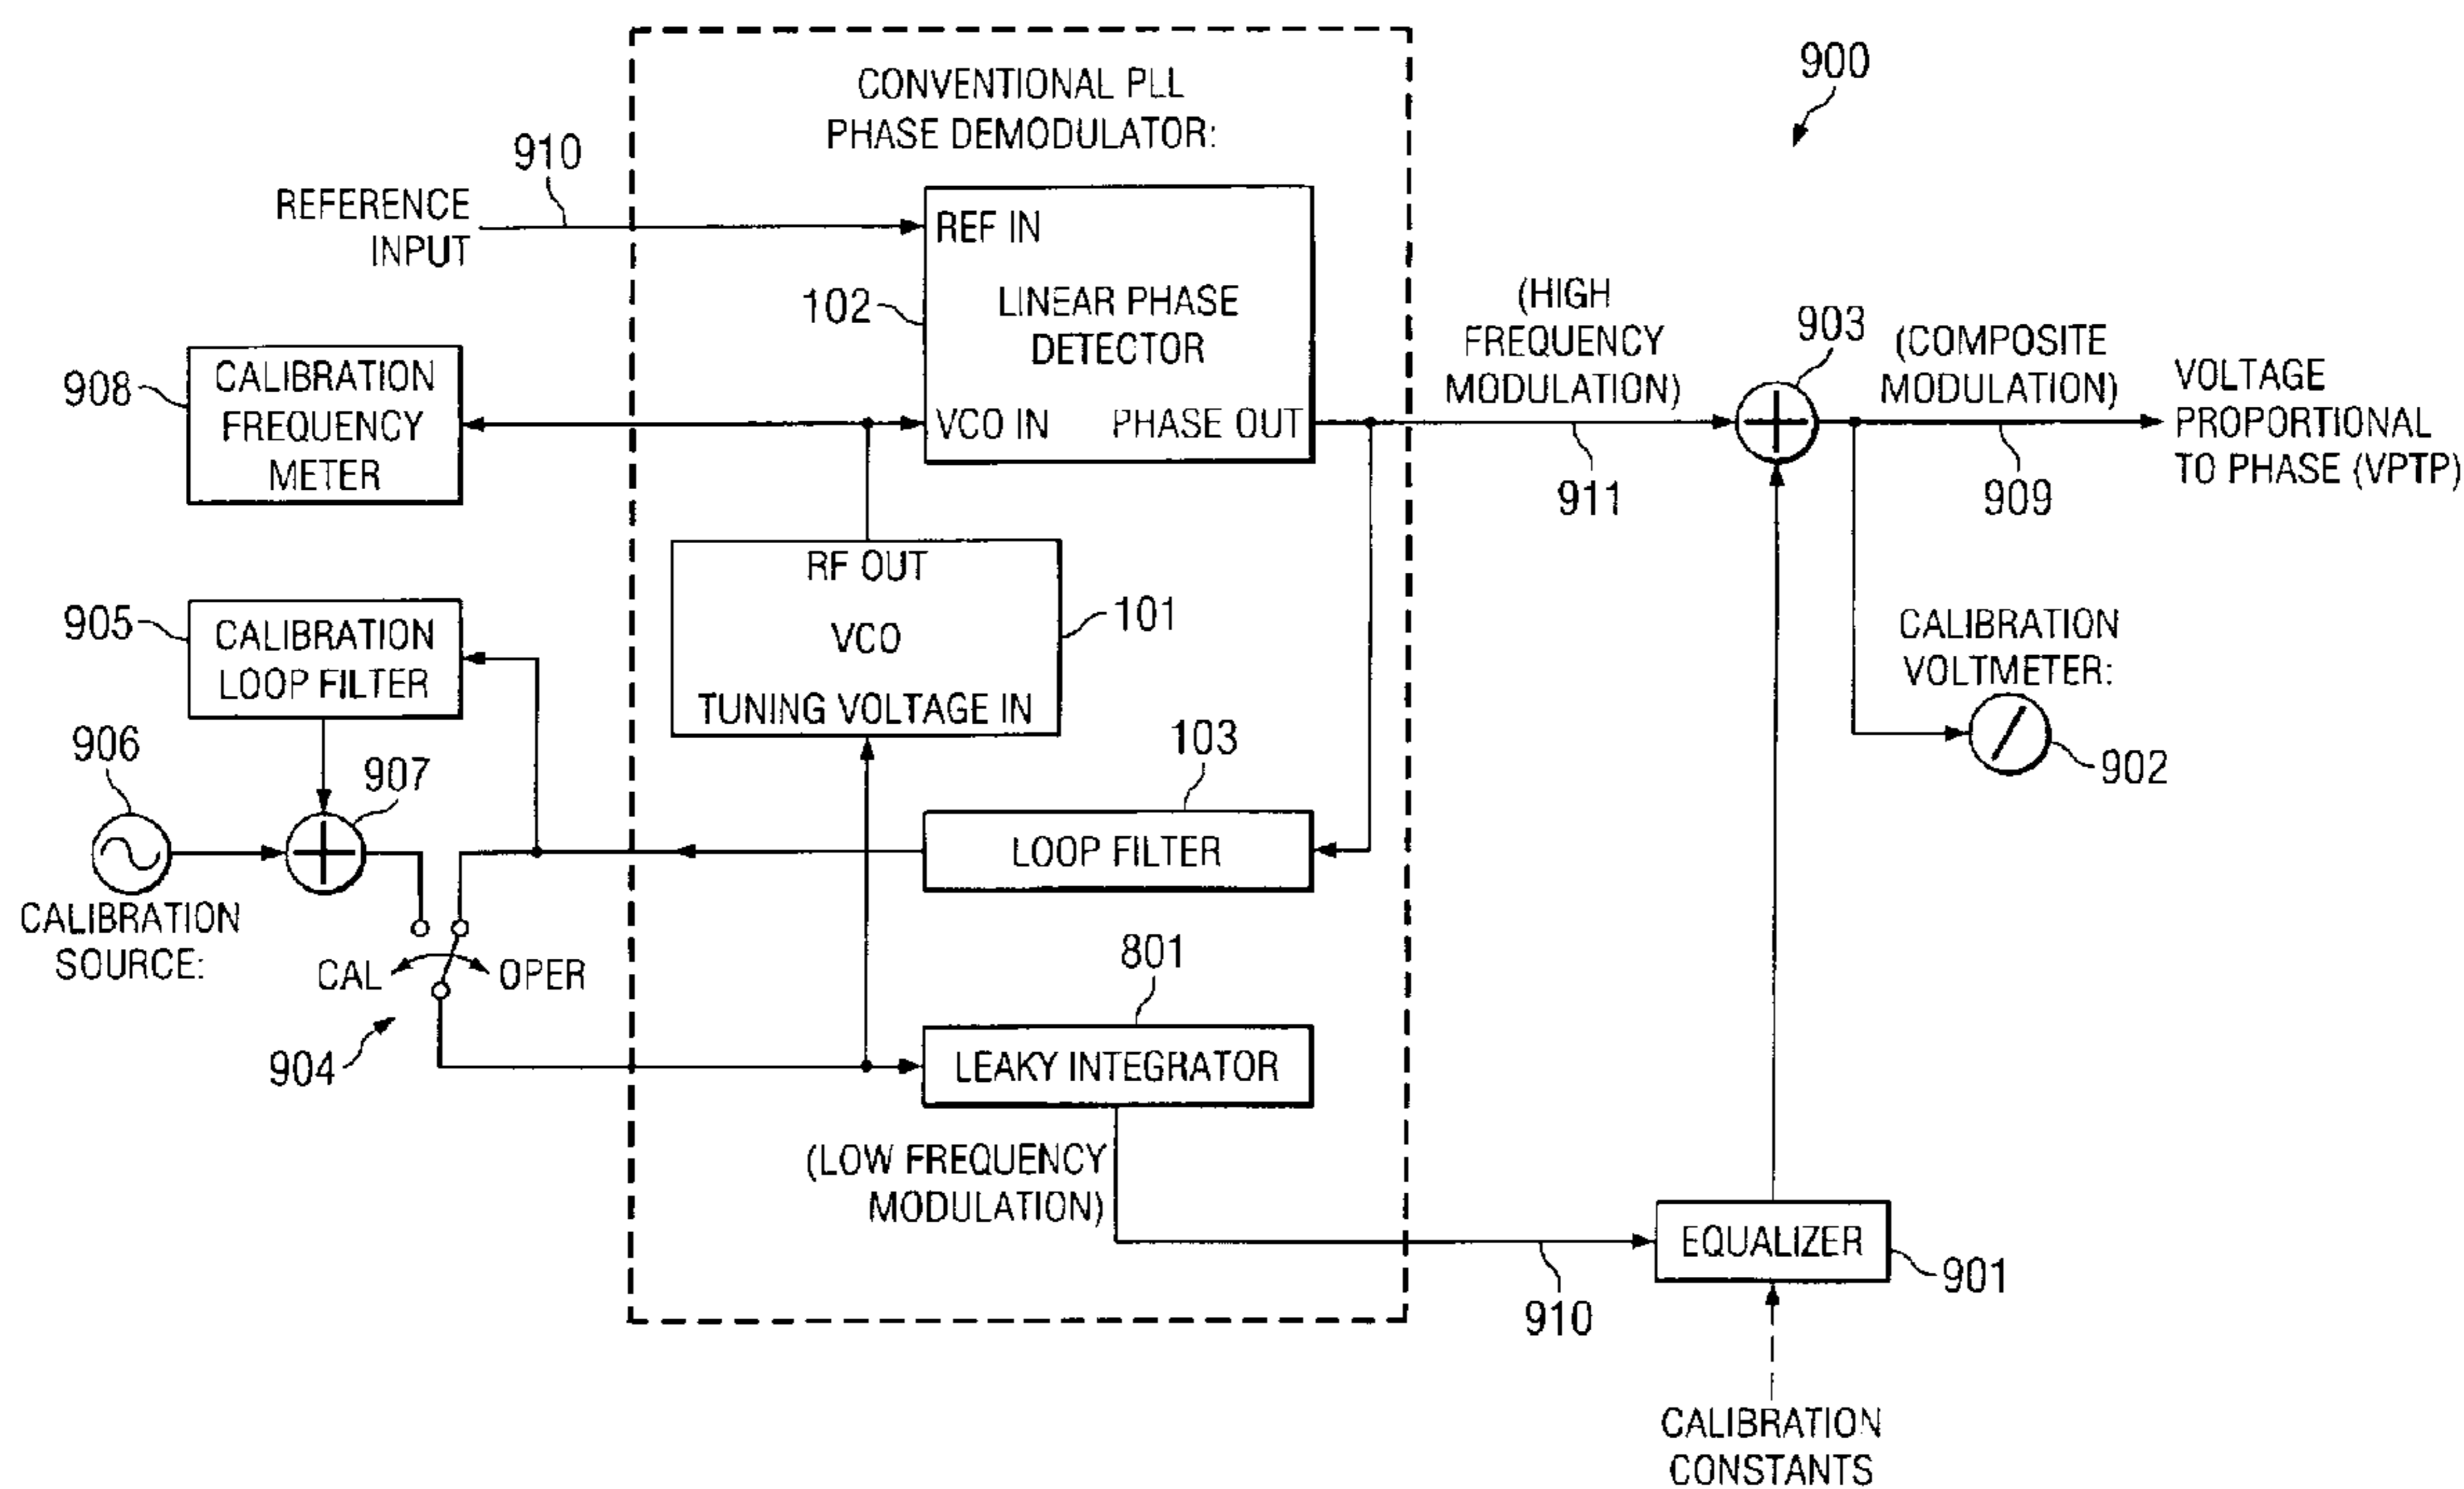 CONVENTIONAL PLL
PHASE DEMODULATOR:
900
910
REFERENCE
INPUT
REF IN
102
LINEAR PHASE
DETECTOR
VCO IN
PHASE OUT
(HIGH
FREQUENCY
MODULATION)
911
903
(COMPOSITE
MODULATION)
909
VOLTAGE
PROPORTIONAL
TO PHASE (VPTP)
908
CALIBRATION
FREQUENCY
METER
RF OUT
VCO
TUNING VOLTAGE IN
101
905
CALIBRATION
LOOP FILTER
CALIBRATION
VOLTMETER:
902
906
907
103
LOOP FILTER
CALIBRATION
SOURCE:
CAL
OPER
904
801
LEAKY INTEGRATOR
(LOW FREQUENCY
MODULATION)
910
EQUALIZER
901
CALIBRATION
CONSTANTS